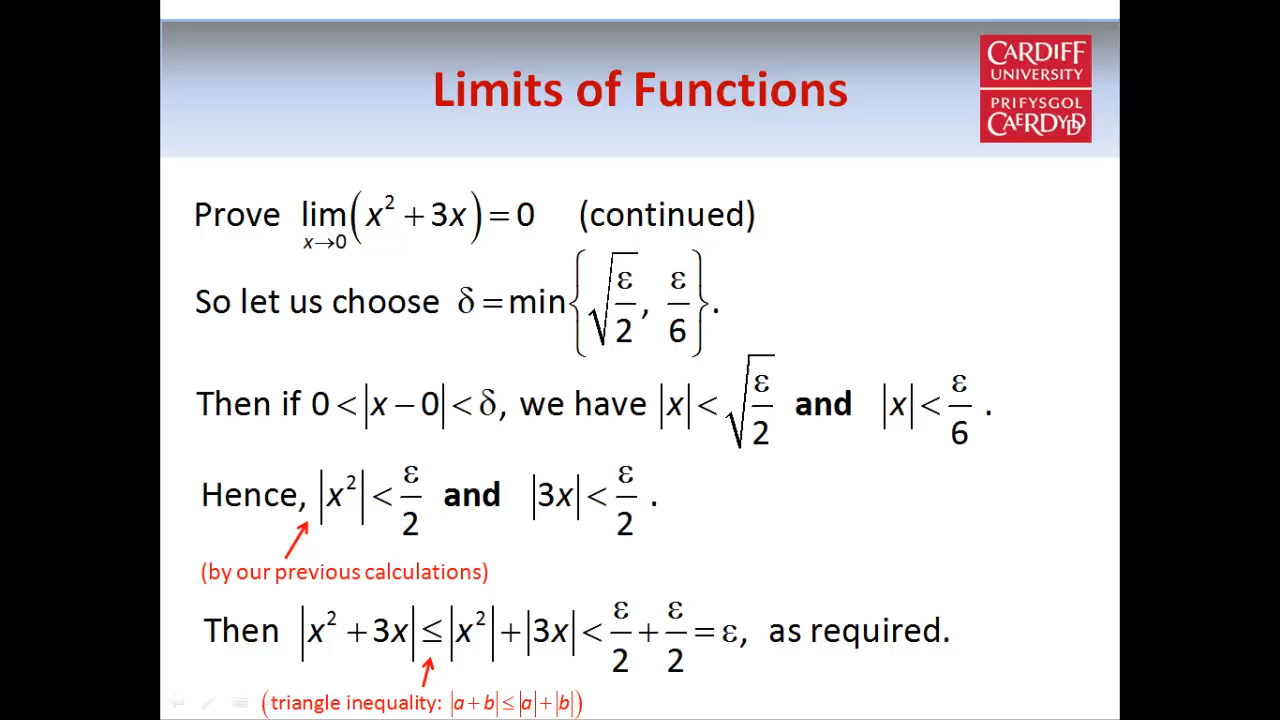 Limits of Functions
CARDIFF
UNIVERSITY
PRIFYSGOL
CAERDYDD
Prove lim(x² + 3x) = 0 (continued)
x→0
So let us choose δ = min{√(ε/2), ε/6}.
Then if 0 < |x − 0| < δ, we have |x| < √(ε/2) and |x| < ε/6 .
Hence, |x²| < ε/2 and |3x| < ε/2 .
(by our previous calculations)
Then |x² + 3x| ≤ |x²| + |3x| < ε/2 + ε/2 = ε, as required.
(triangle inequality: |a + b| ≤ |a| + |b|)